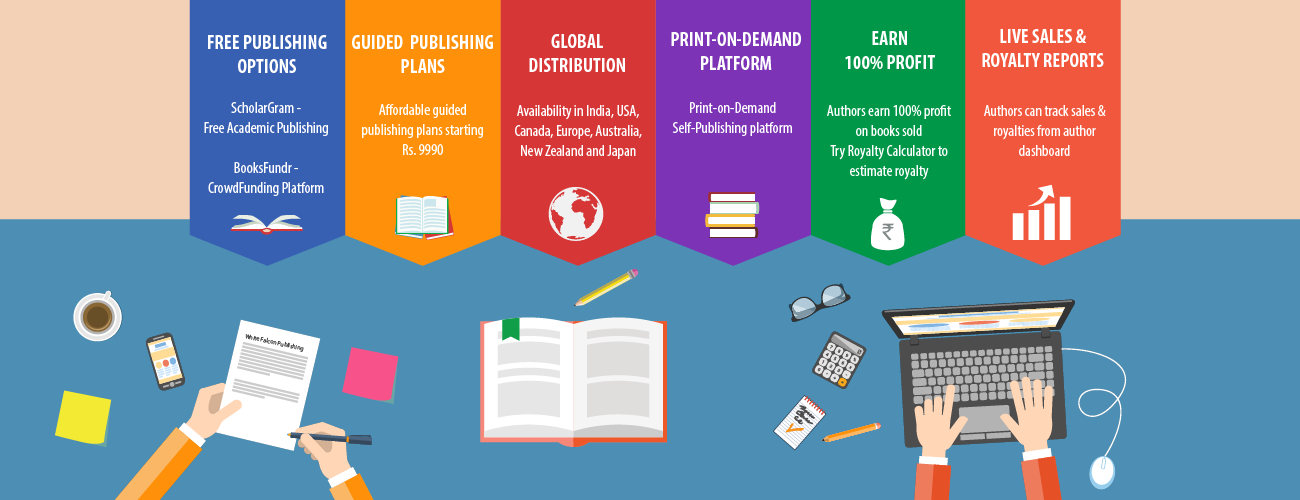 FREE PUBLISHING
OPTIONS
ScholarGram -
Free Academic Publishing
BooksFundr -
CrowdFunding Platform
GUIDED PUBLISHING
PLANS
Affordable guided
publishing plans starting
Rs. 9990
GLOBAL
DISTRIBUTION
Availability in India, USA,
Canada, Europe, Australia,
New Zealand and Japan
PRINT-ON-DEMAND
PLATFORM
Print-on-Demand
Self-Publishing platform
EARN
100% PROFIT
Authors earn 100% profit
on books sold
Try Royalty Calculator to
estimate royalty
₹
LIVE SALES &
ROYALTY REPORTS
Authors can track sales &
royalties from author
dashboard
White Falcon Publishing